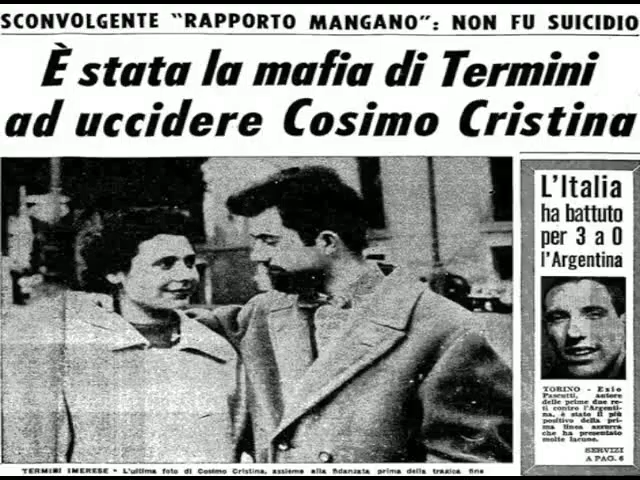 SCONVOLGENTE "RAPPORTO MANGANO": NON FU SUICIDIO
È stata la mafia di Termini
ad uccidere Cosimo Cristina
L'Italia
ha battuto
per 3 a 0
l'Argentina
TORINO - Ezio
Pascutti, autore
delle prime due re-
ti contro l'Argenti-
na, è stato il più
positivo della pri-
ma linea azzurra
che ha presentato
molte lacune.
SERVIZI
A PAG. 6
TERMINI IMERESE - L'ultima foto di Cosimo Cristina, assieme alla fidanzata prima della tragica fine